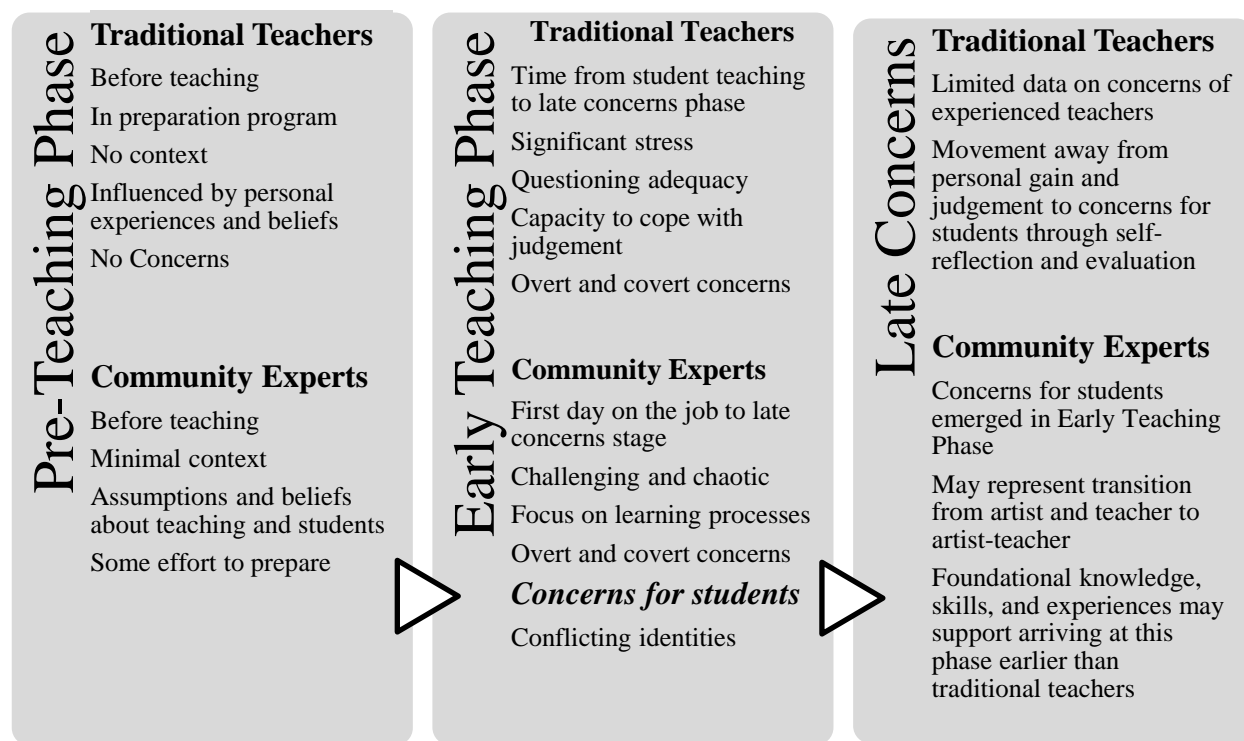 Pre-Teaching Phase
Traditional Teachers
Before teaching
In preparation program
No context
Influenced by personal
experiences and beliefs
No Concerns
Community Experts
Before teaching
Minimal context
Assumptions and beliefs
about teaching and students
Some effort to prepare
Early Teaching Phase
Traditional Teachers
Time from student teaching
to late concerns phase
Significant stress
Questioning adequacy
Capacity to cope with
judgement
Overt and covert concerns
Community Experts
First day on the job to late
concerns stage
Challenging and chaotic
Focus on learning processes
Overt and covert concerns
Concerns for students
Conflicting identities
Late Concerns
Traditional Teachers
Limited data on concerns of
experienced teachers
Movement away from
personal gain and
judgement to concerns for
students through self-
reflection and evaluation
Community Experts
Concerns for students
emerged in Early Teaching
Phase
May represent transition
from artist and teacher to
artist-teacher
Foundational knowledge,
skills, and experiences may
support arriving at this
phase earlier than
traditional teachers